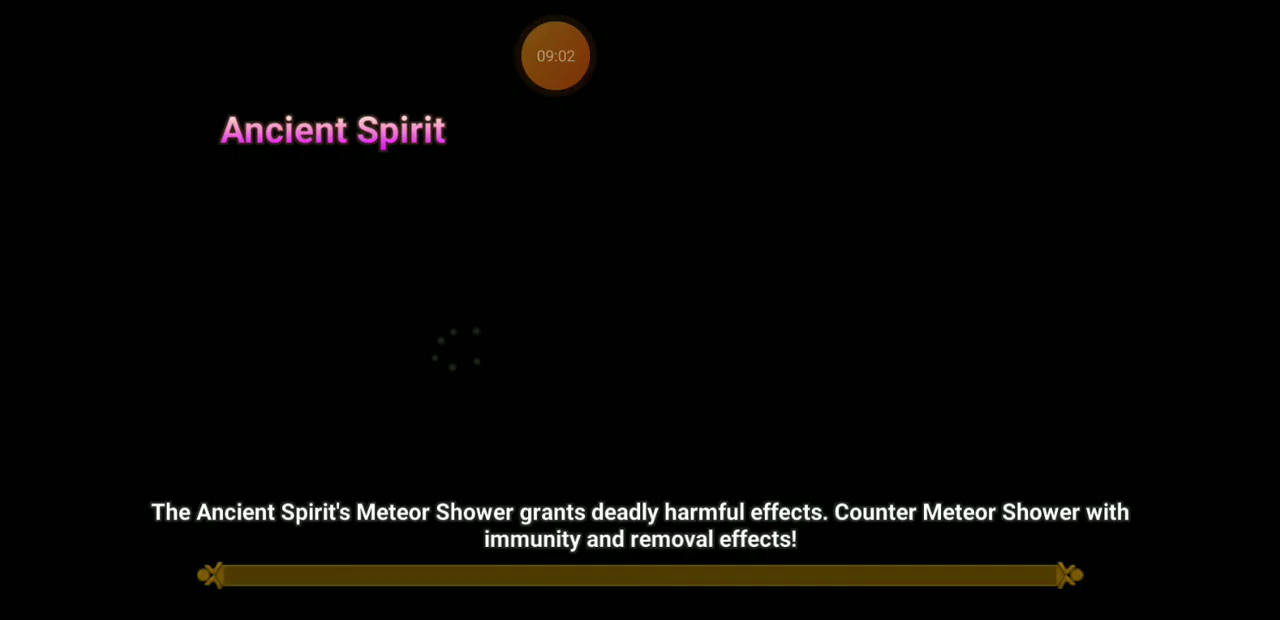 09:02
Ancient Spirit
The Ancient Spirit's Meteor Shower grants deadly harmful effects. Counter Meteor Shower with
immunity and removal effects!